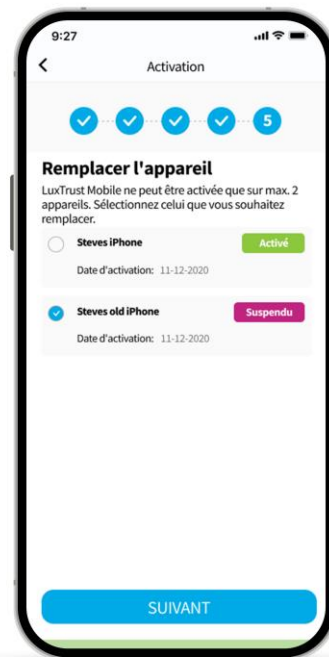 9:27
Activation
5
Remplacer l'appareil
LuxTrust Mobile ne peut être activée que sur max. 2
appareils. Sélectionnez celui que vous souhaitez
remplacer.
Steves iPhone Activé
Date d'activation: 11-12-2020
Steves old iPhone Suspendu
Date d'activation: 11-12-2020
SUIVANT